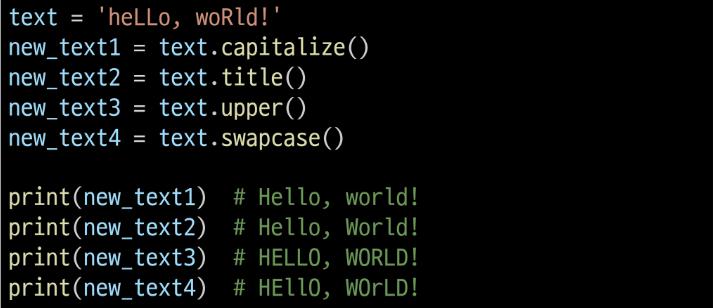 text = 'heLLo, woRld!'
new_text1 = text.capitalize()
new_text2 = text.title()
new_text3 = text.upper()
new_text4 = text.swapcase()
print(new_text1)  # Hello, world!
print(new_text2)  # Hello, World!
print(new_text3)  # HELLO, WORLD!
print(new_text4)  # HEllO, WOrLD!